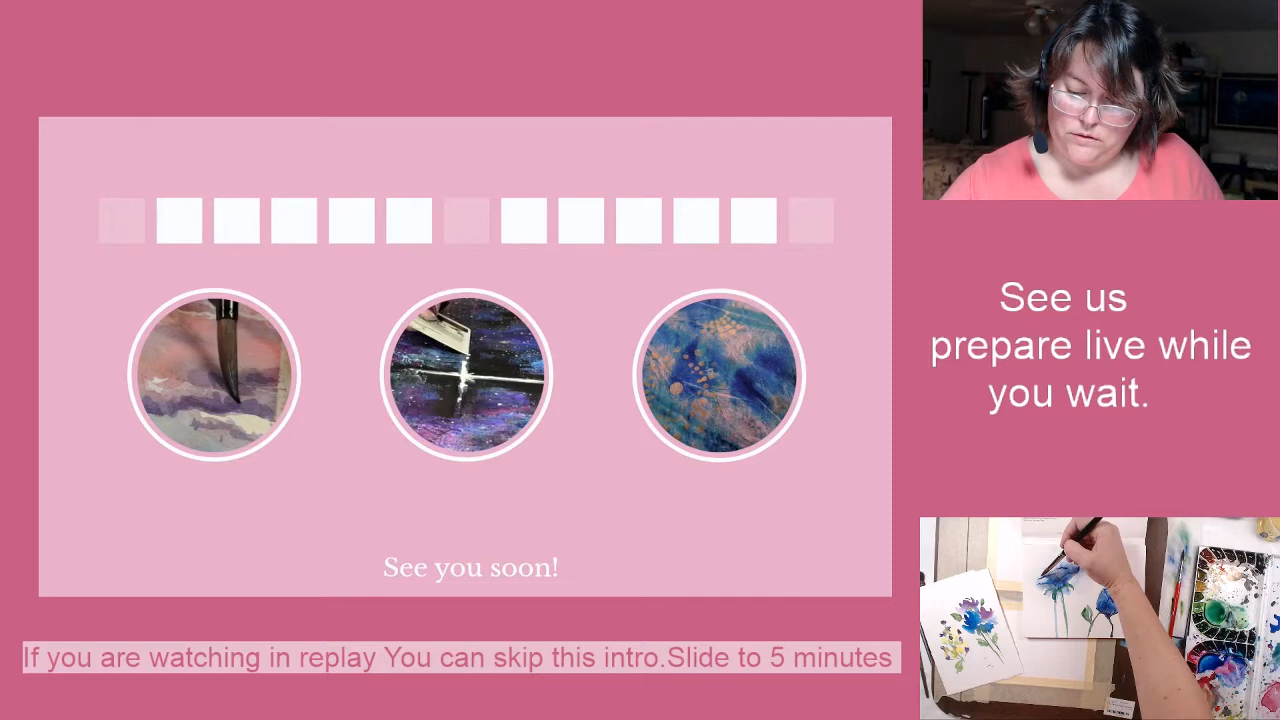 See us
prepare live while
you wait.
See you soon!
If you are watching in replay You can skip this intro.Slide to 5 minutes